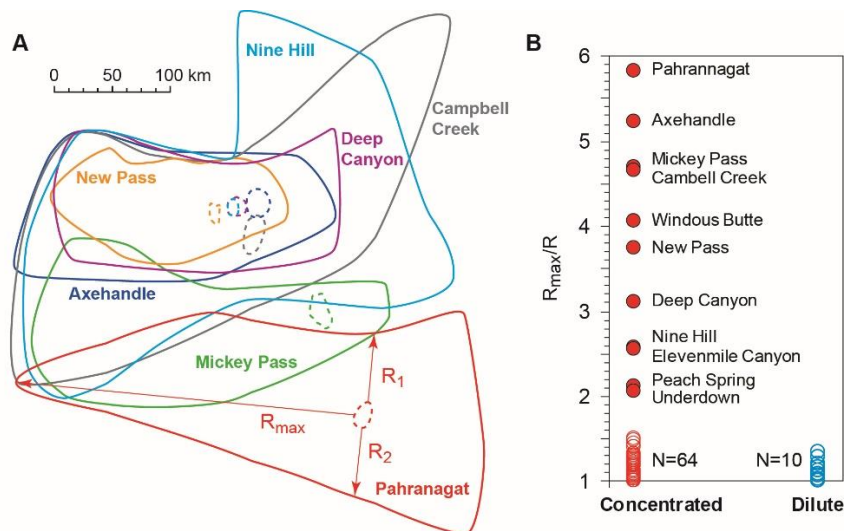 A
Nine Hill
0 50 100 km
Campbell
Creek
Deep
Canyon
New Pass
Axehandle
Mickey Pass
R1
Rmax
R2
Pahranagat
B
Rmax/R
6
5
4
3
2
1
Pahrannagat
Axehandle
Mickey Pass
Cambell Creek
Windous Butte
New Pass
Deep Canyon
Nine Hill
Elevenmile Canyon
Peach Spring
Underdown
N=64
N=10
Concentrated
Dilute